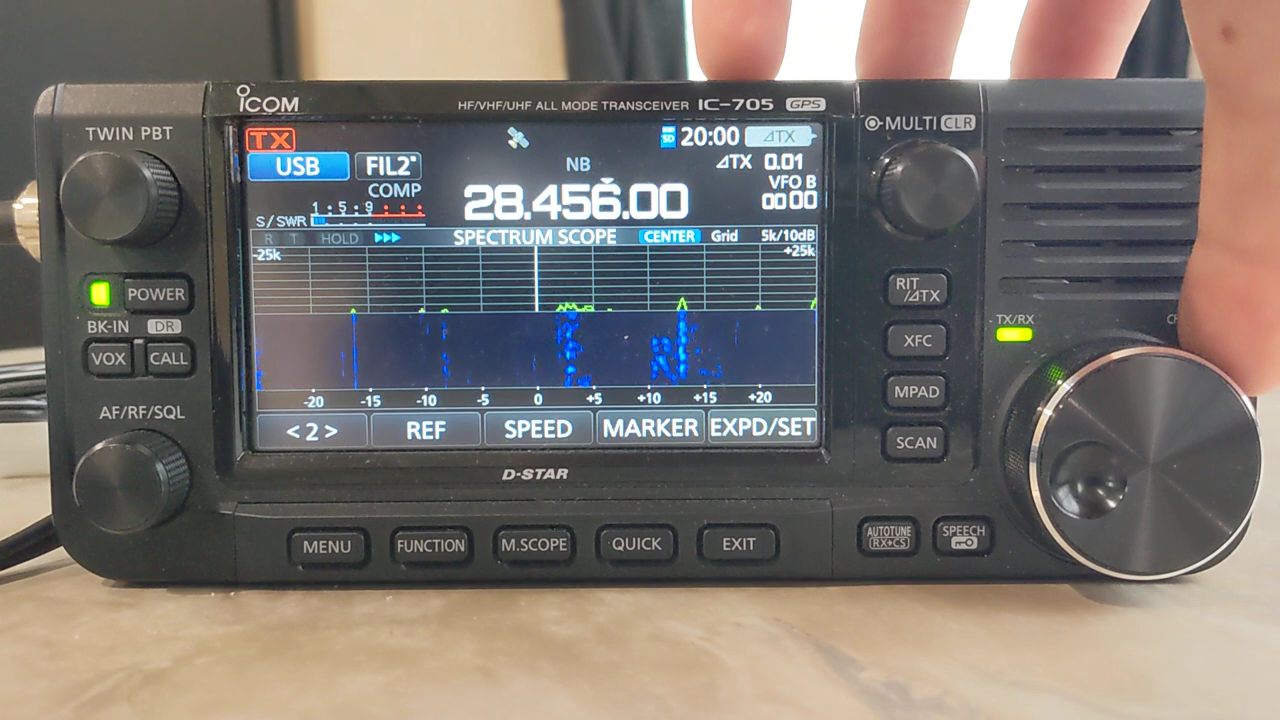 ICOM
HF/VHF/UHF ALL MODE TRANSCEIVER IC-705 GPS
TWIN PBT
MULTI CLR
TX
20:00 ⊿TX
USB FIL2
NB
⊿TX 0.01
COMP
VFO B
28.456.00
00 00
1 · 5 · 9
S/SWR
R T HOLD SPECTRUM SCOPE CENTER Grid 5k/10dB
-25k +25k
POWER
RIT
/⊿TX
BK-IN DR
TX/RX
VOX CALL
XFC
MPAD
-20 -15 -10 -5 0 +5 +10 +15 +20
AF/RF/SQL
< 2 > REF SPEED MARKER EXPD/SET
SCAN
D-STAR
MENU FUNCTION M.SCOPE QUICK EXIT
AUTOTUNE
RX→CS
SPEECH